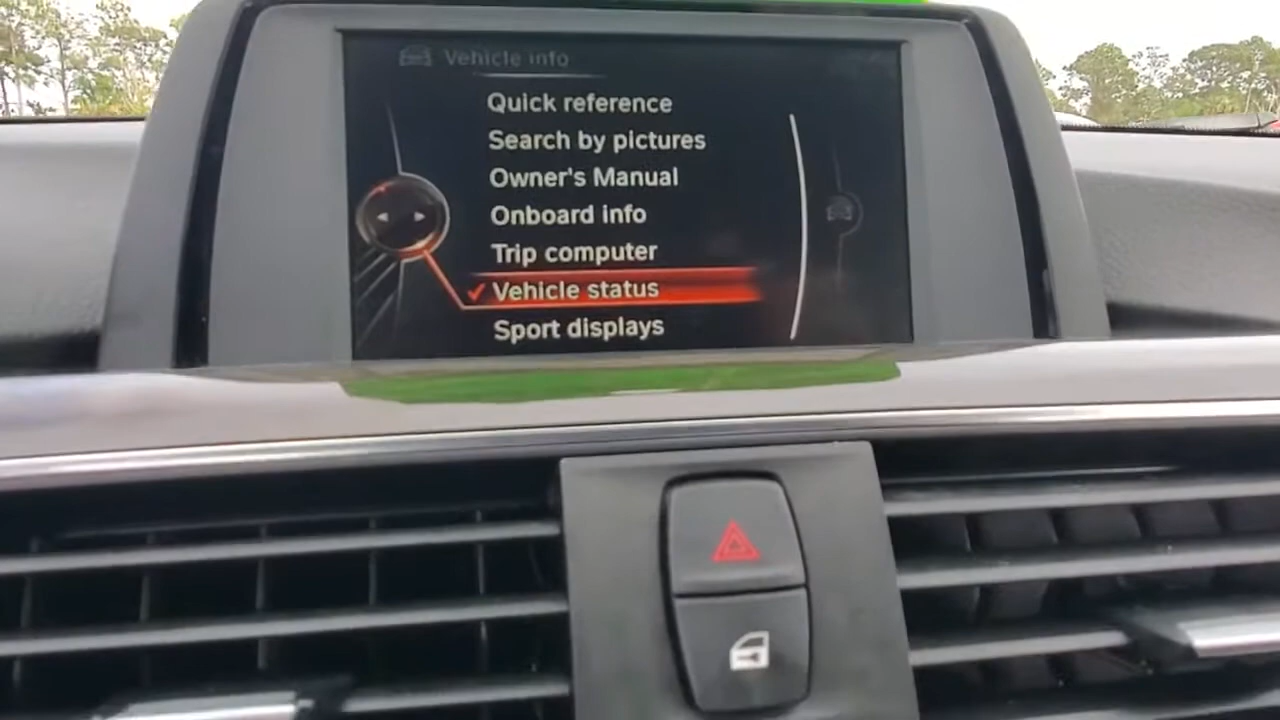 Vehicle info
Quick reference
Search by pictures
Owner's Manual
Onboard info
Trip computer
Vehicle status
Sport displays